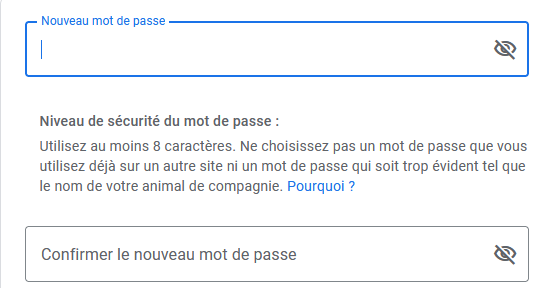 Nouveau mot de passe
Niveau de sécurité du mot de passe :
Utilisez au moins 8 caractères. Ne choisissez pas un mot de passe que vous
utilisez déjà sur un autre site ni un mot de passe qui soit trop évident tel que
le nom de votre animal de compagnie. Pourquoi ?
Confirmer le nouveau mot de passe